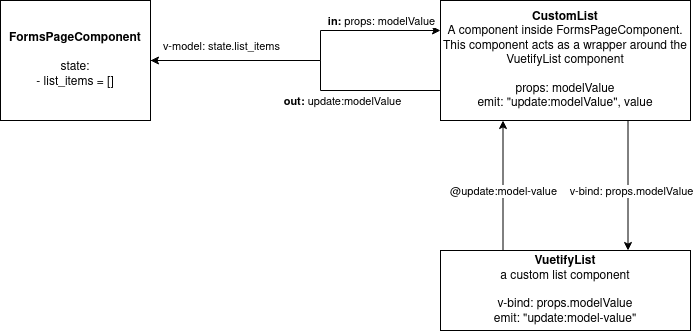 FormsPageComponent
state:
- list_items = []
v-model: state.list_items
in: props: modelValue
out: update:modelValue
CustomList
A component inside FormsPageComponent.
This component acts as a wrapper around the
VuetifyList component
props: modelValue
emit: "update:modelValue", value
@update:model-value
v-bind: props.modelValue
VuetifyList
a custom list component
v-bind: props.modelValue
emit: "update:model-value"